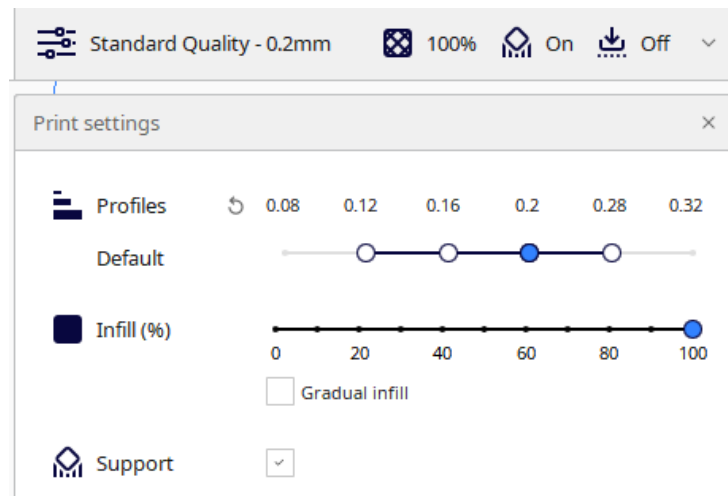 Standard Quality - 0.2mm 100% On Off
Print settings
Profiles 0.08 0.12 0.16 0.2 0.28 0.32
Default
Infill (%)
0 20 40 60 80 100
Gradual infill
Support